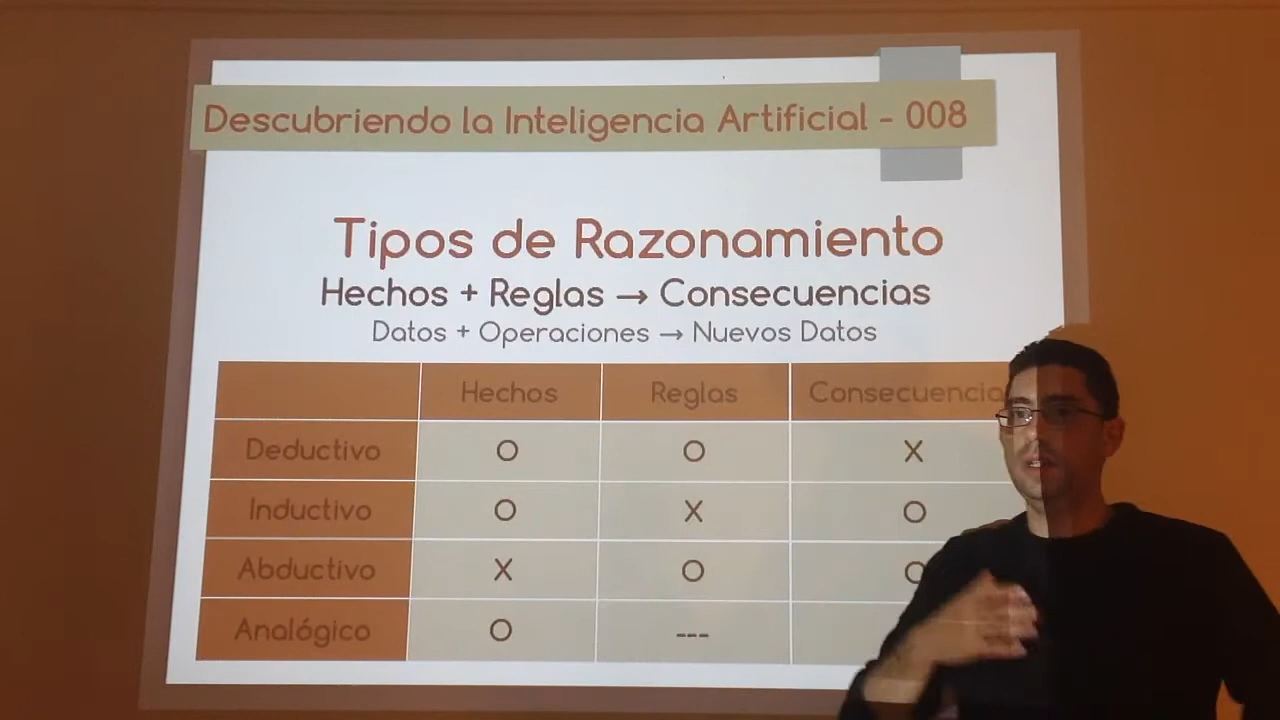 Descubriendo la Inteligencia Artificial - 008
Tipos de Razonamiento
Hechos + Reglas → Consecuencias
Datos + Operaciones → Nuevos Datos
Hechos Reglas Consecuencia
Deductivo O O X
Inductivo O X O
Abductivo X O O
Analógico O ---